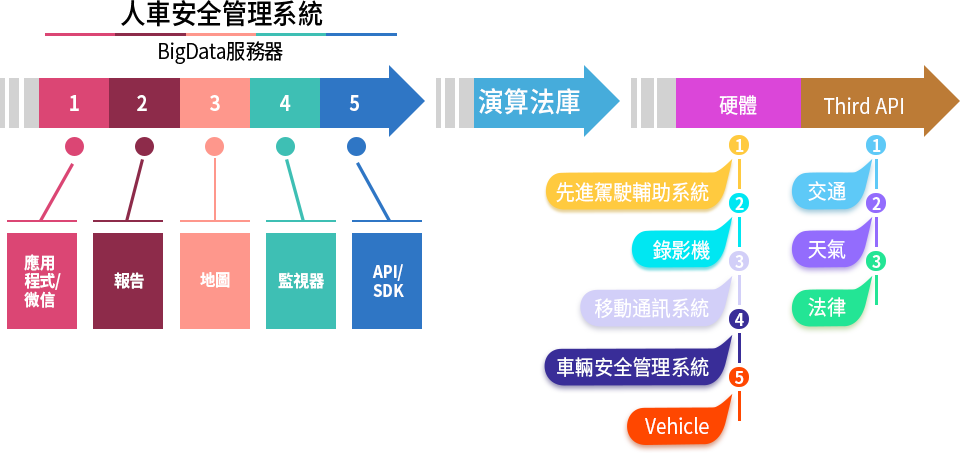 人車安全管理系統
BigData服務器
1
2
3
4
5
應用
程式/
微信
報告
地圖
監視器
API/
SDK
演算法庫
硬體
Third API
1
先進駕駛輔助系統
2
錄影機
3
移動通訊系統
4
車輛安全管理系統
5
Vehicle
1
交通
2
天氣
3
法律